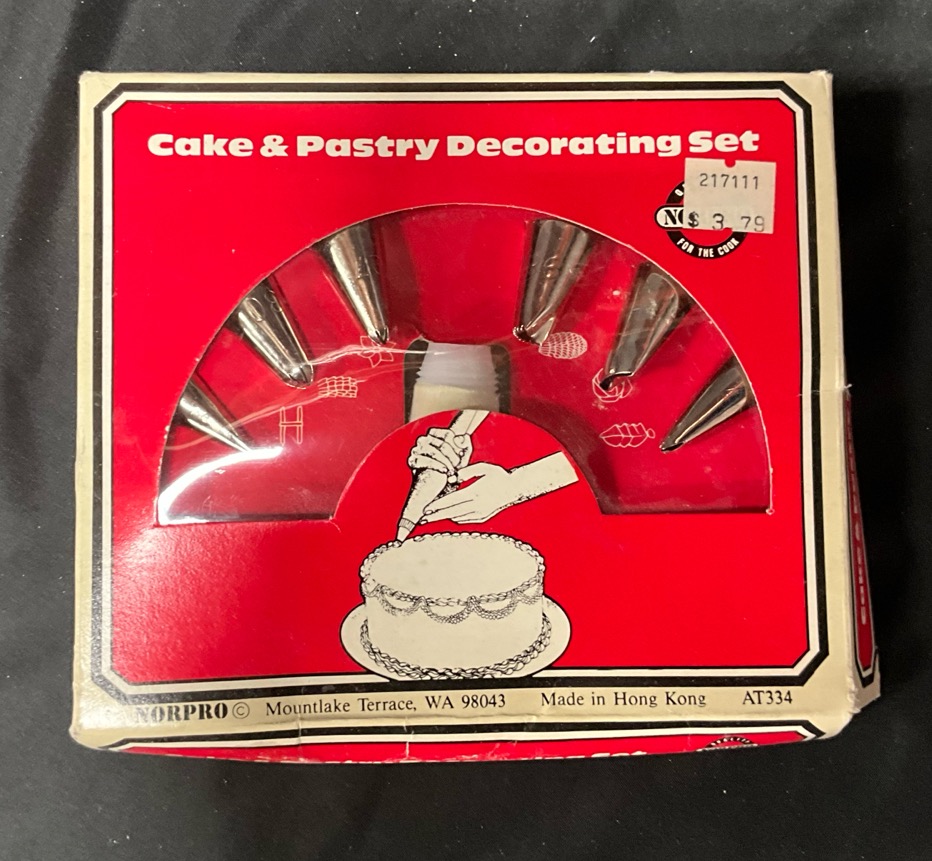 Cake & Pastry Decorating Set
217111
$ 3 79
FOR THE COOK
NORPRO © Mountlake Terrace, WA 98043 Made in Hong Kong AT334